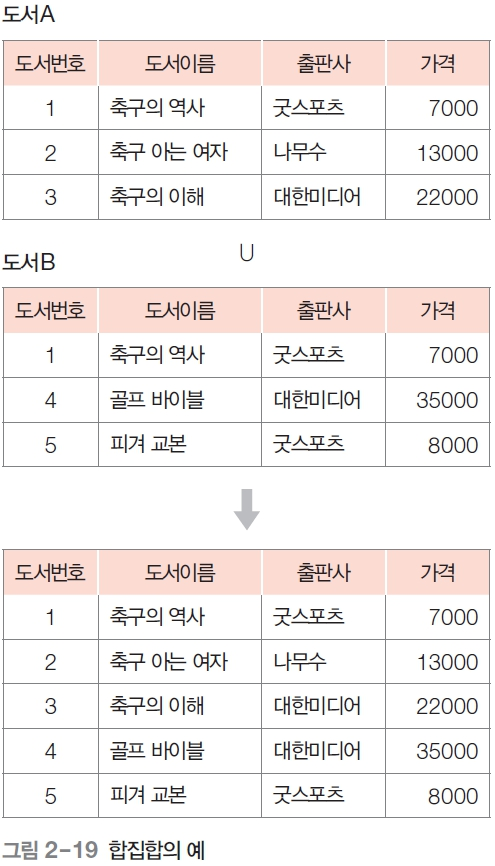 도서A
도서번호 도서이름 출판사 가격
1 축구의 역사 굿스포츠 7000
2 축구 아는 여자 나무수 13000
3 축구의 이해 대한미디어 22000
∪
도서B
도서번호 도서이름 출판사 가격
1 축구의 역사 굿스포츠 7000
4 골프 바이블 대한미디어 35000
5 피겨 교본 굿스포츠 8000
도서번호 도서이름 출판사 가격
1 축구의 역사 굿스포츠 7000
2 축구 아는 여자 나무수 13000
3 축구의 이해 대한미디어 22000
4 골프 바이블 대한미디어 35000
5 피겨 교본 굿스포츠 8000
그림 2-19 합집합의 예